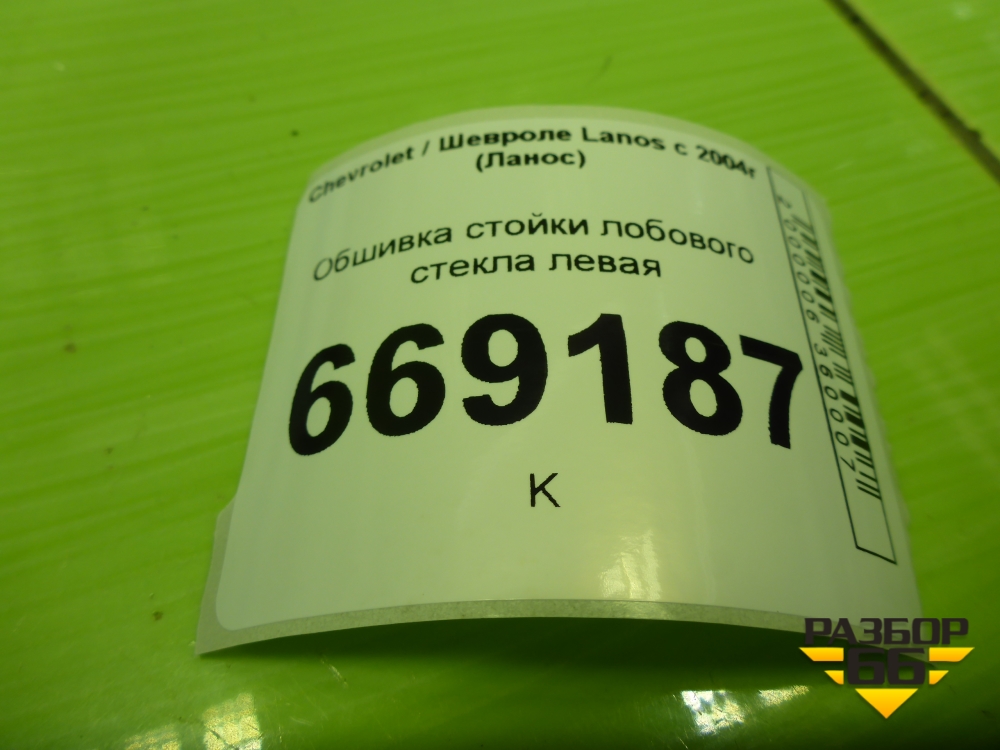 Chevrolet / Шевроле Lanos с 2004г
(Ланос)
Обшивка стойки лобового
стекла левая
669187
К
РАЗБОР
66